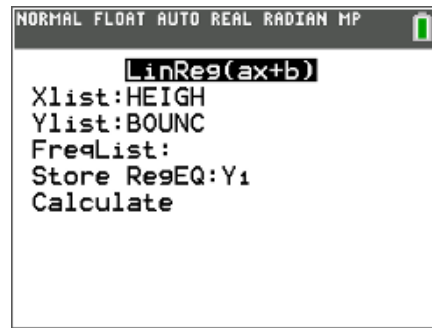 NORMAL FLOAT AUTO REAL RADIAN MP
LinReg(ax+b)
Xlist:HEIGH
Ylist:BOUNC
FreqList:
Store RegEQ:Y₁
Calculate